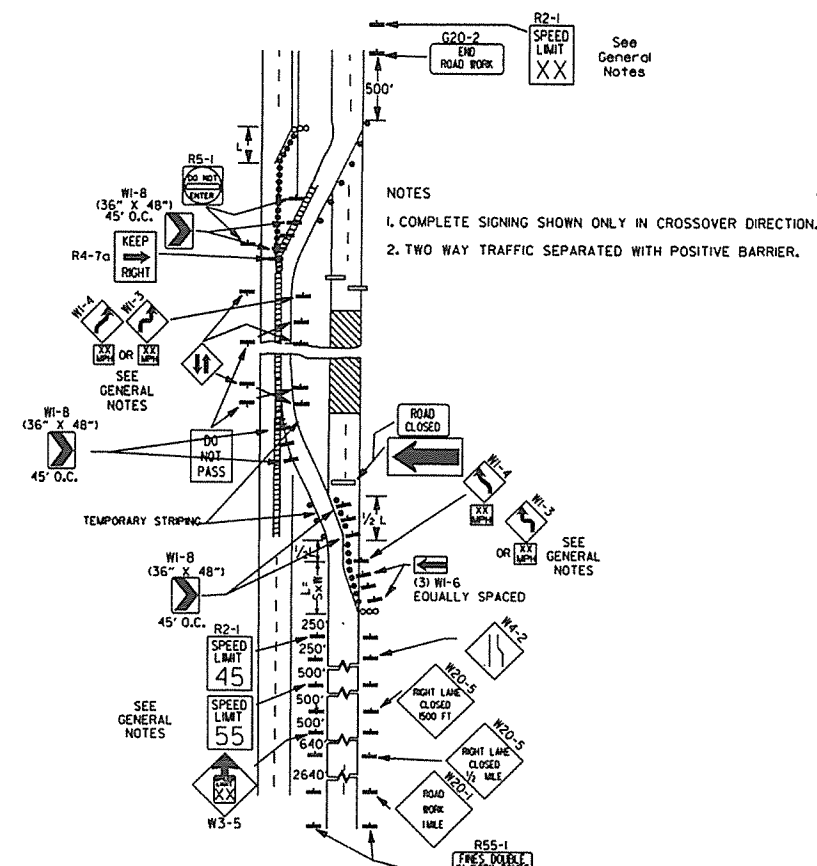 R2-1
SPEED
LIMIT
XX
See
General
Notes
G20-2
END
ROAD WORK
500'
L
R5-1
DO NOT
ENTER
W1-8
(36" X 48")
45' O.C.
R4-7a
KEEP
RIGHT
NOTES
1. COMPLETE SIGNING SHOWN ONLY IN CROSSOVER DIRECTION.
2. TWO WAY TRAFFIC SEPARATED WITH POSITIVE BARRIER.
W1-4
W1-3
XX
MPH
OR
XX
MPH
SEE
GENERAL
NOTES
W1-8
(36" X 48")
45' O.C.
DO
NOT
PASS
ROAD
CLOSED
W1-4
XX
MPH
W1-3
OR
XX
MPH
SEE
GENERAL
NOTES
TEMPORARY STRIPING
1/2 L
1/2 L
L=
SxW
W1-8
(36" X 48")
45' O.C.
(3) W1-6
EQUALLY SPACED
250'
R2-1
SPEED
LIMIT
45
250'
W4-2
500'
SEE
GENERAL
NOTES
SPEED
LIMIT
55
500'
W20-5
RIGHT LANE
CLOSED
1500 FT
500'
640'
W20-5
RIGHT LANE
CLOSED
1/2 MILE
LIMIT
XX
W3-5
2640
W20-1
ROAD
WORK
1 MILE
R55-1
FINES DOUBLE